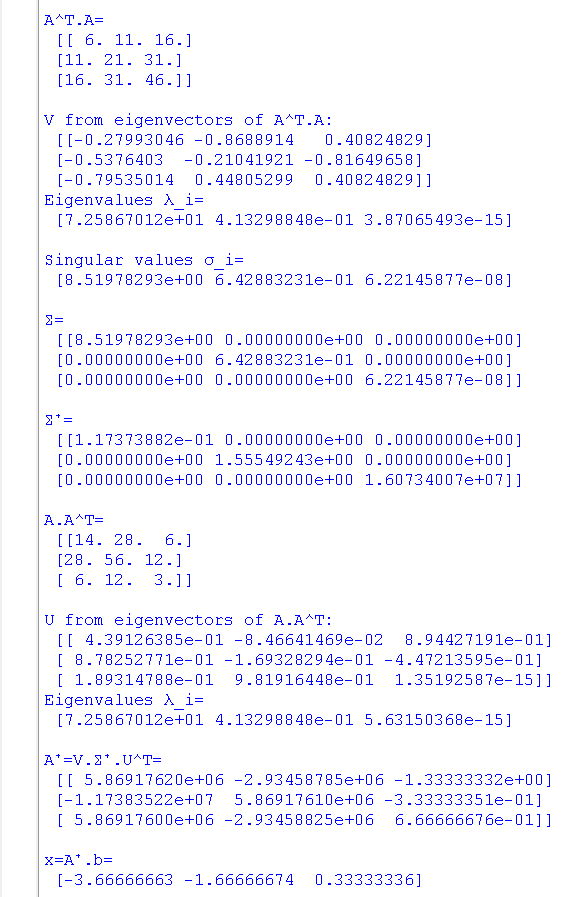 A^T.A=
[[ 6. 11. 16.]
[11. 21. 31.]
[16. 31. 46.]]
V from eigenvectors of A^T.A:
[[-0.27993046 -0.8688914   0.40824829]
[-0.5376403  -0.21041921 -0.81649658]
[-0.79535014  0.44805299  0.40824829]]
Eigenvalues λ_i=
[7.25867012e+01 4.13298848e-01 3.87065493e-15]
Singular values σ_i=
[8.51978293e+00 6.42883231e-01 6.22145877e-08]
Σ=
[[8.51978293e+00 0.00000000e+00 0.00000000e+00]
[0.00000000e+00 6.42883231e-01 0.00000000e+00]
[0.00000000e+00 0.00000000e+00 6.22145877e-08]]
Σ⁺=
[[1.17373882e-01 0.00000000e+00 0.00000000e+00]
[0.00000000e+00 1.55549243e+00 0.00000000e+00]
[0.00000000e+00 0.00000000e+00 1.60734007e+07]]
A.A^T=
[[14. 28.  6.]
[28. 56. 12.]
[ 6. 12.  3.]]
U from eigenvectors of A.A^T:
[[ 4.39126385e-01 -8.46641469e-02  8.94427191e-01]
[ 8.78252771e-01 -1.69328294e-01 -4.47213595e-01]
[ 1.89314788e-01  9.81916448e-01  1.35192587e-15]]
Eigenvalues λ_i=
[7.25867012e+01 4.13298848e-01 5.63150368e-15]
A⁺=V.Σ⁺.U^T=
[[ 5.86917620e+06 -2.93458785e+06 -1.33333332e+00]
[-1.17383522e+07  5.86917610e+06 -3.33333351e-01]
[ 5.86917600e+06 -2.93458825e+06  6.66666676e-01]]
x=A⁺.b=
[-3.66666663 -1.66666674  0.33333336]